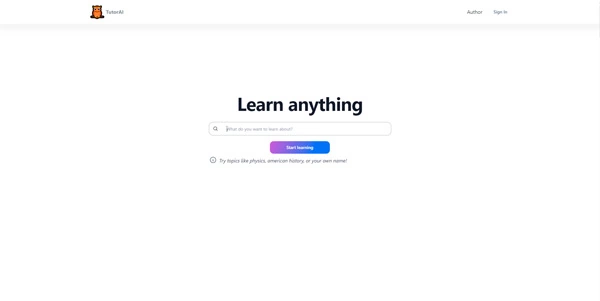 TutorAI
Author
Sign In
Learn anything
What do you want to learn about?
Start learning
Try topics like physics, american history, or your own name!